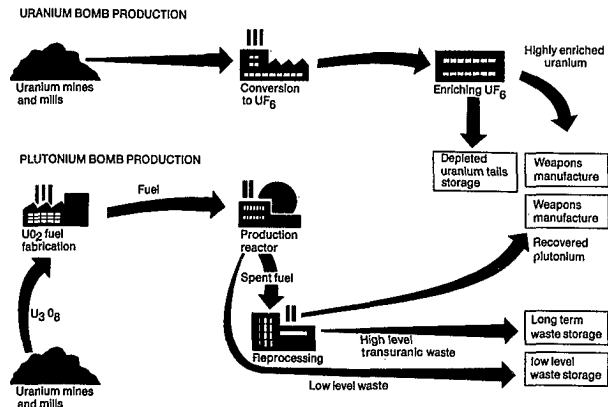 URANIUM BOMB PRODUCTION
Uranium mines
and mills
Conversion
to UF6
Enriching UF6
Highly enriched
uranium
Depleted
uranium tails
storage
Weapons
manufacture
PLUTONIUM BOMB PRODUCTION
Fuel
UO2 fuel
fabrication
Production
reactor
Weapons
manufacture
Recovered
plutonium
Spent fuel
U3 O8
Reprocessing
High level
transuranic waste
Long term
waste storage
Uranium mines
and mills
Low level waste
low level
waste storage